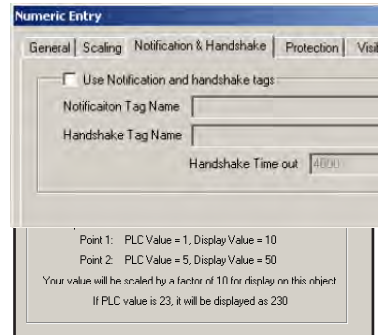 Numeric Entry
General Scaling Notification & Handshake Protection Visi
Use Notification and handshake tags
Notificaiton Tag Name
Handshake Tag Name
Handshake Time out 4000
Point 1: PLC Value = 1, Display Value = 10
Point 2: PLC Value = 5, Display Value = 50
Your value will be scaled by a factor of 10 for display on this object
If PLC value is 23, it will be displayed as 230